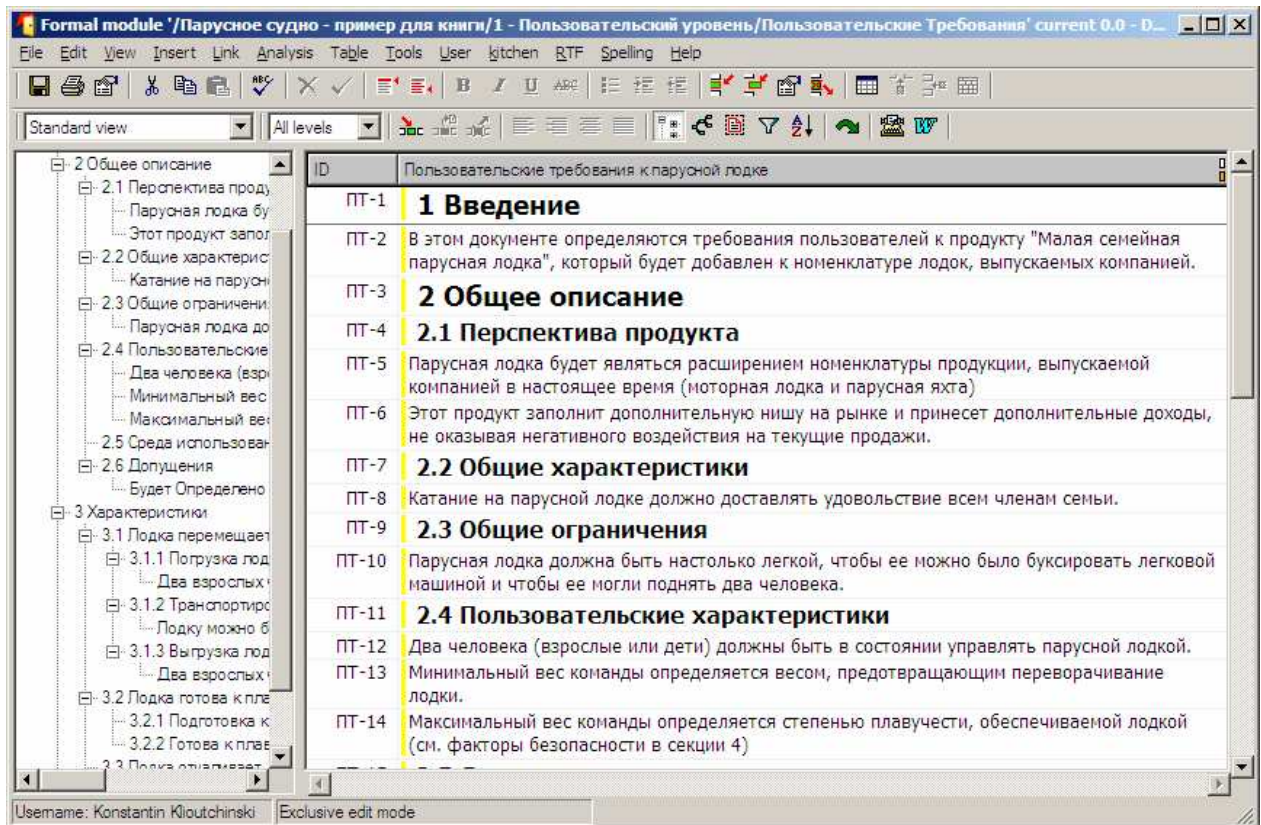 Formal module '/Парусное судно - пример для книги/1 - Пользовательский уровень/Пользовательские Требования' current 0.0 - D...
File Edit View Insert Link Analysis Table Tools User kitchen RTF Spelling Help
Standard view All levels
2 Общее описание
2.1 Перспектива проду
Парусная лодка бу
Этот продукт запол
2.2 Общие характерис
Катание на парусн
2.3 Общие ограничени
Парусная лодка до
2.4 Пользовательские
Два человека (взро
Минимальный вес
Максимальный вес
2.5 Среда использован
2.6 Допущения
Будет Определено
3 Характеристики
3.1 Лодка перемещает
3.1.1 Погрузка лод
Два взрослых ч
3.1.2 Транспортиро
Лодку можно б
3.1.3 Выгрузка лод
Два взрослых ч
3.2 Лодка готова к пла
3.2.1 Подготовка к
3.2.2 Готова к плав
3.3 Лодка отчаливает
ID Пользовательские требования к парусной лодке
ПТ-1 1 Введение
ПТ-2 В этом документе определяются требования пользователей к продукту "Малая семейная
парусная лодка", который будет добавлен к номенклатуре лодок, выпускаемых компанией.
ПТ-3 2 Общее описание
ПТ-4 2.1 Перспектива продукта
ПТ-5 Парусная лодка будет являться расширением номенклатуры продукции, выпускаемой
компанией в настоящее время (моторная лодка и парусная яхта)
ПТ-6 Этот продукт заполнит дополнительную нишу на рынке и принесет дополнительные доходы,
не оказывая негативного воздействия на текущие продажи.
ПТ-7 2.2 Общие характеристики
ПТ-8 Катание на парусной лодке должно доставлять удовольствие всем членам семьи.
ПТ-9 2.3 Общие ограничения
ПТ-10 Парусная лодка должна быть настолько легкой, чтобы ее можно было буксировать легковой
машиной и чтобы ее могли поднять два человека.
ПТ-11 2.4 Пользовательские характеристики
ПТ-12 Два человека (взрослые или дети) должны быть в состоянии управлять парусной лодкой.
ПТ-13 Минимальный вес команды определяется весом, предотвращающим переворачивание
лодки.
ПТ-14 Максимальный вес команды определяется степенью плавучести, обеспечиваемой лодкой
(см. факторы безопасности в секции 4)
Username: Konstantin Klioutchinski Exclusive edit mode